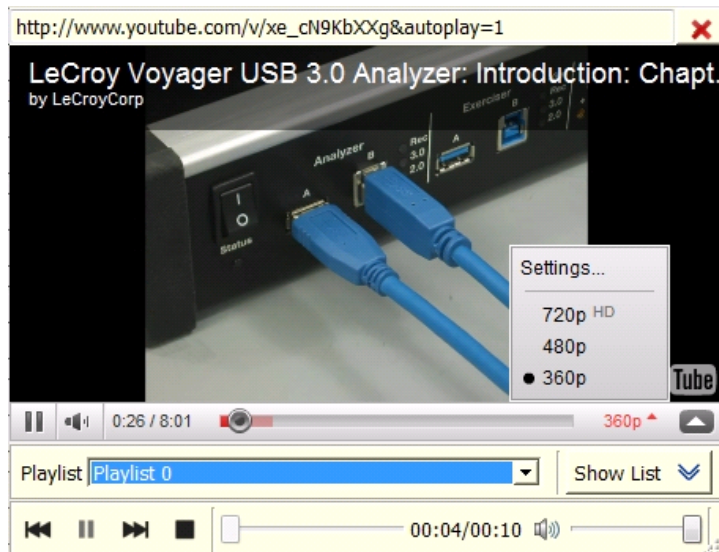 http://www.youtube.com/v/xe_cN9KbXXg&autoplay=1
LeCroy Voyager USB 3.0 Analyzer: Introduction: Chapt.
by LeCroyCorp
Exerciser
B
Rec
3.0
2.0
Analyzer
B
Rec
3.0
2.0
A
A
Status
Settings...
720p HD
480p
360p
Tube
0:26 / 8:01
360p
Playlist Playlist 0
Show List
00:04/00:10